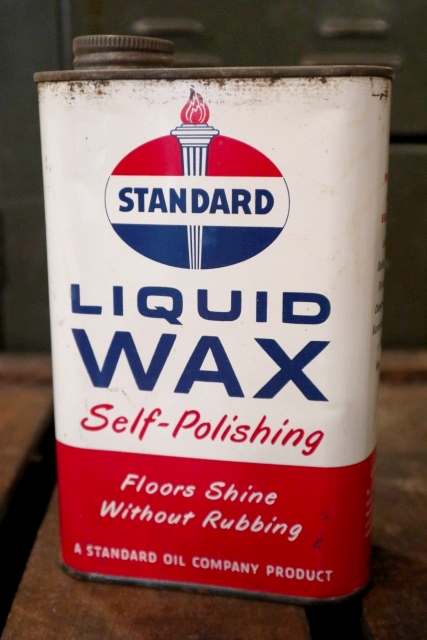 STANDARD
LIQUID
WAX
Self-Polishing
Floors Shine
Without Rubbing
A STANDARD OIL COMPANY PRODUCT